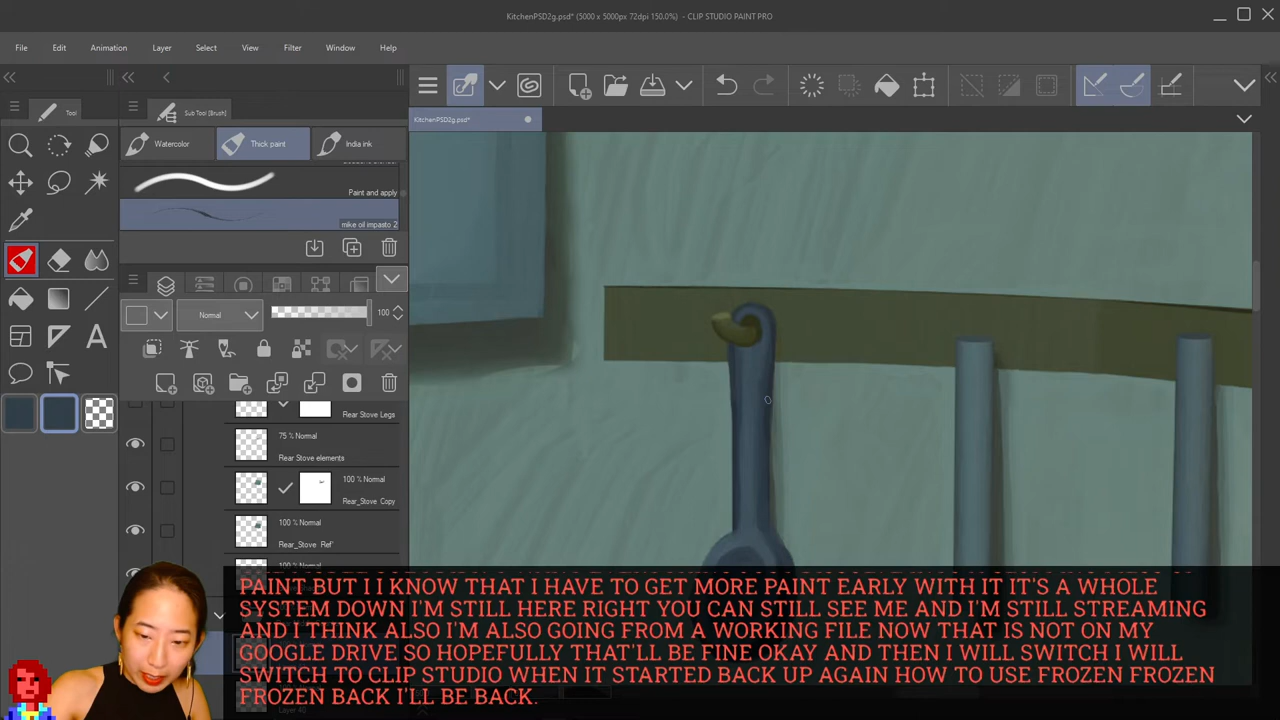 KitchenPSD2g.psd* (5000 x 5000px 72dpi 150.0%) - CLIP STUDIO PAINT PRO
File Edit Animation Layer Select View Filter Window Help
Tool
Sub Tool [Brush]
KitchenPSD2g.psd*
Watercolor
Thick paint
India ink
Paint and apply
mike oil impasto 2
Normal
100
Rear Stove Legs
75 % Normal
Rear Stove elements
100 % Normal
Rear_Stove Copy
100 % Normal
Rear_Stove Ref'
PAINT BUT I I KNOW THAT I HAVE TO GET MORE PAINT EARLY WITH IT IT'S A WHOLE
SYSTEM DOWN I'M STILL HERE RIGHT YOU CAN STILL SEE ME AND I'M STILL STREAMING
AND I THINK ALSO I'M ALSO GOING FROM A WORKING FILE NOW THAT IS NOT ON MY
GOOGLE DRIVE SO HOPEFULLY THAT'LL BE FINE OKAY AND THEN I WILL SWITCH I WILL
SWITCH TO CLIP STUDIO WHEN IT STARTED BACK UP AGAIN HOW TO USE FROZEN FROZEN
FROZEN BACK I'LL BE BACK.